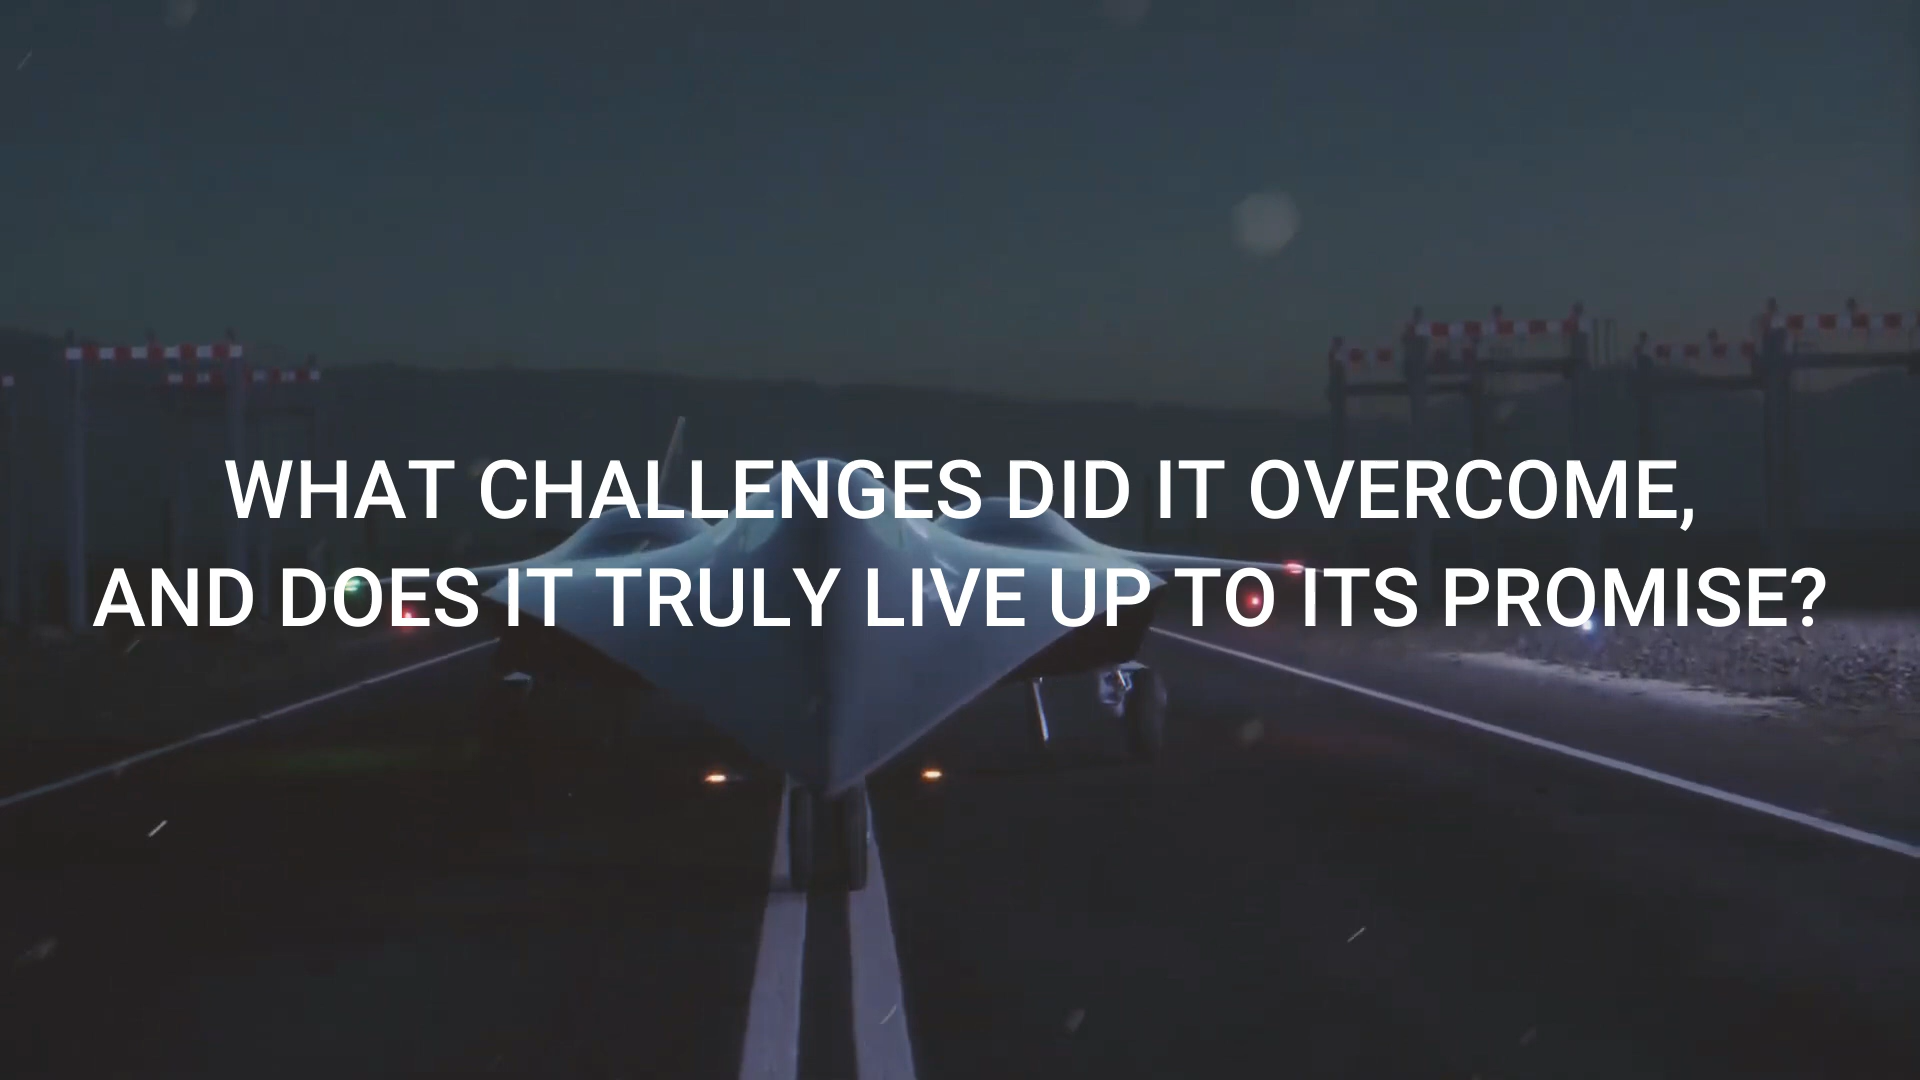 WHAT CHALLENGES DID IT OVERCOME,
AND DOES IT TRULY LIVE UP TO ITS PROMISE?